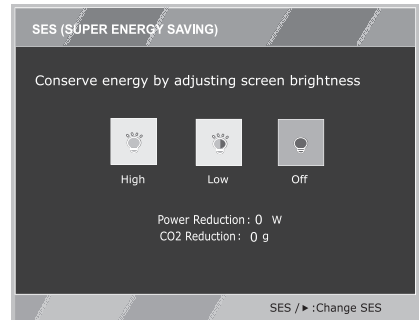 SES (SUPER ENERGY SAVING)
Conserve energy by adjusting screen brightness
High Low Off
Power Reduction : 0 W
CO2 Reduction : 0 g
SES / ► :Change SES